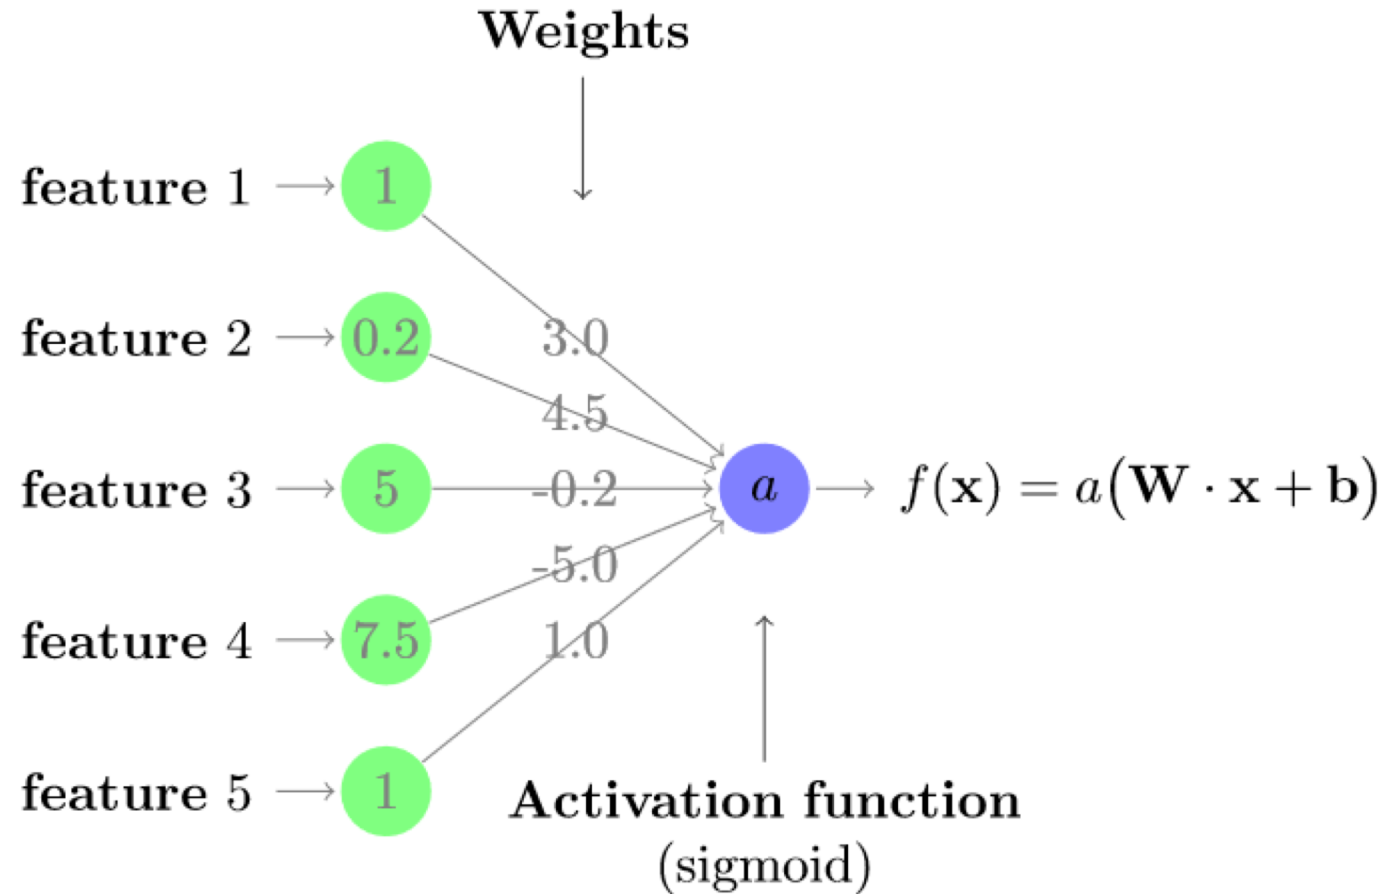 Weights
feature 1
1
feature 2
0.2
3.0
4.5
feature 3
5
-0.2
a
f(x) = a(W · x + b)
-5.0
feature 4
7.5
1.0
feature 5
1
Activation function
(sigmoid)